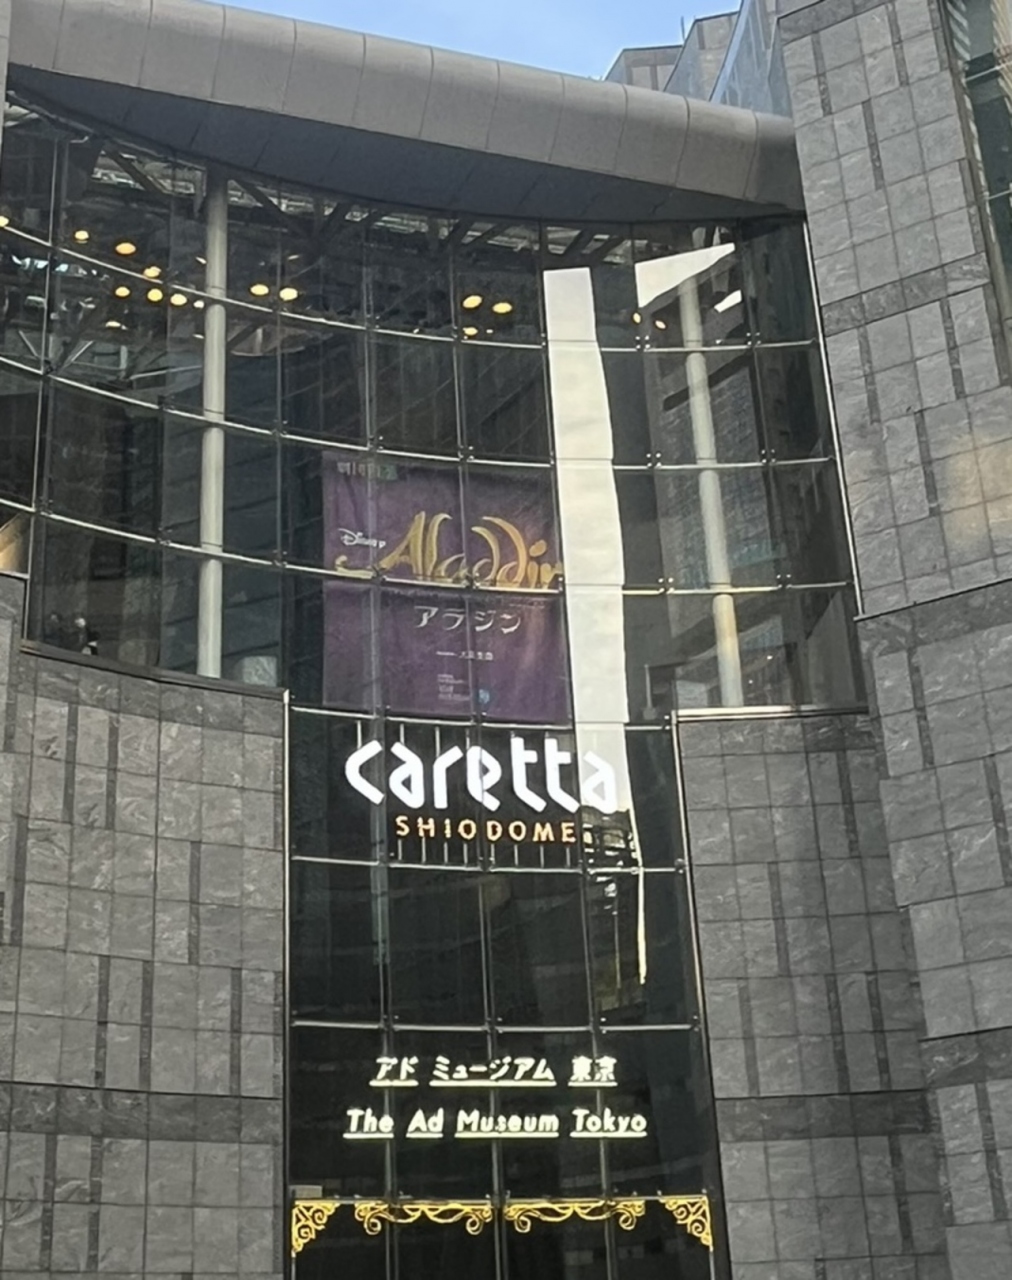 Disney
Aladdin
アラジン
caretta
SHIODOME
アド ミュージアム 東京
The Ad Museum Tokyo